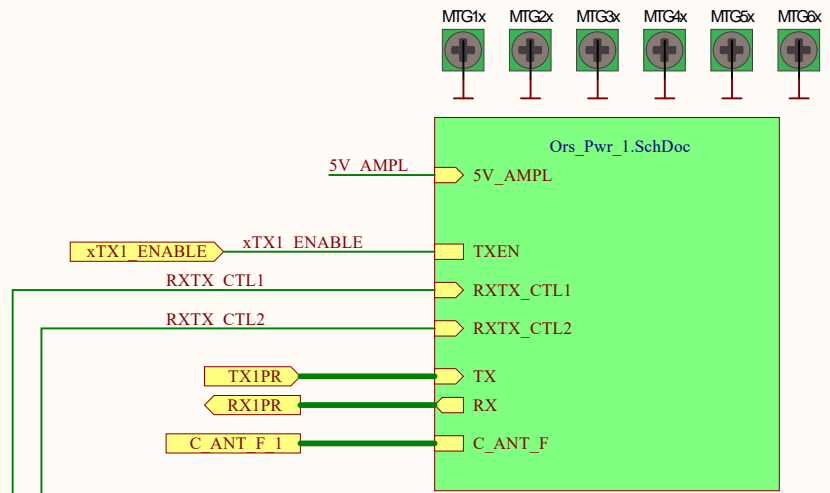 MTG1x MTG2x MTG3x MTG4x MTG5x MTG6x
Ors_Pwr_1.SchDoc
5V_AMPL 5V_AMPL
xTX1_ENABLE xTX1_ENABLE TXEN
RXTX_CTL1 RXTX_CTL1
RXTX_CTL2 RXTX_CTL2
TX1PR TX
RX1PR RX
C_ANT_F_1 C_ANT_F